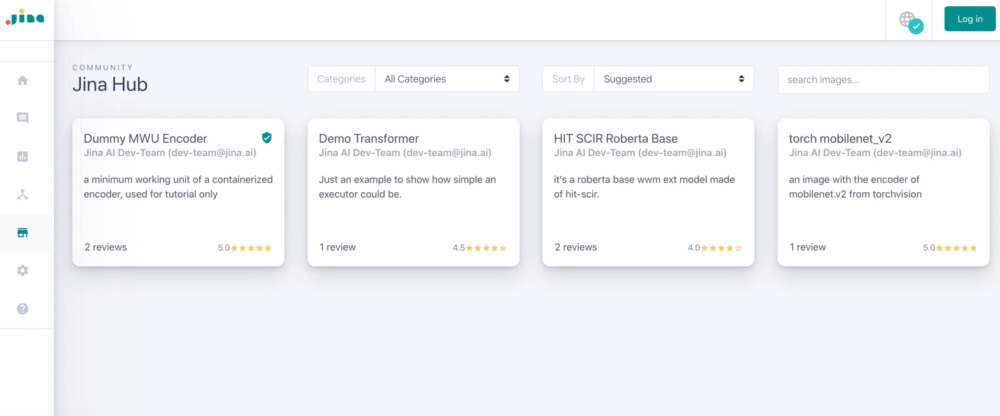 Jina
Log in
COMMUNITY
Jina Hub
Categories All Categories
Sort By Suggested
search images...
Dummy MWU Encoder
Jina AI Dev-Team (dev-team@jina.ai)
a minimum working unit of a containerized
encoder, used for tutorial only
2 reviews 5.0
Demo Transformer
Jina AI Dev-Team (dev-team@jina.ai)
Just an example to show how simple an
executor could be.
1 review 4.5
HIT SCIR Roberta Base
Jina AI Dev-Team (dev-team@jina.ai)
it's a roberta base wwm ext model made
of hit-scir.
2 reviews 4.0
torch mobilenet_v2
Jina AI Dev-Team (dev-team@jina.ai)
an image with the encoder of
mobilenet.v2 from torchvision
1 review 5.0